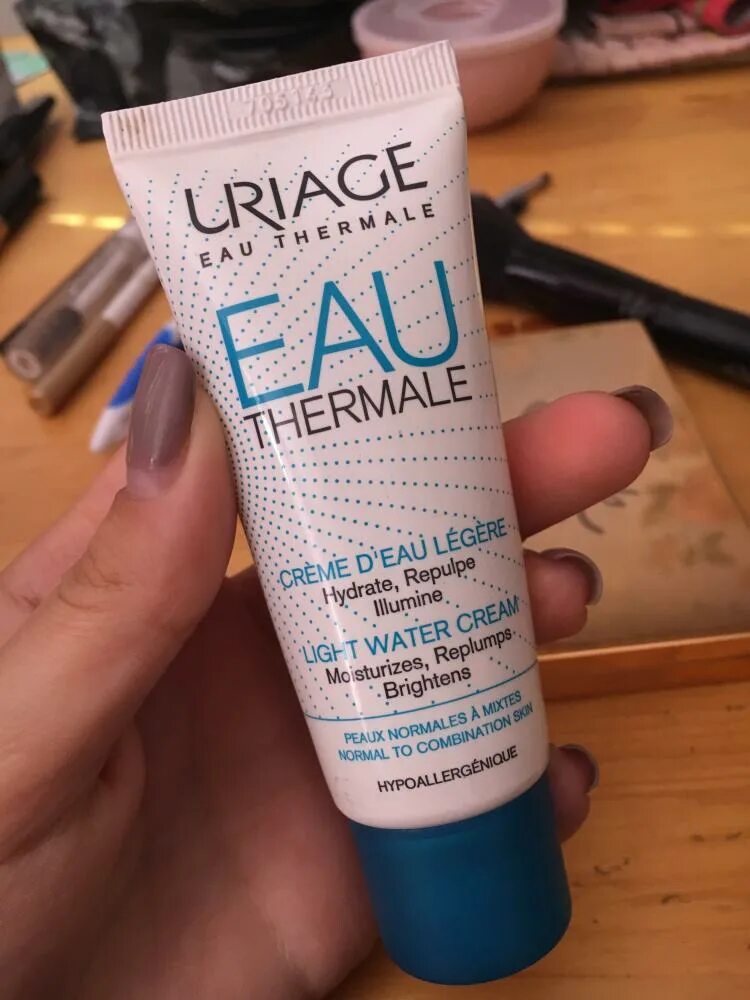 URIAGE
EAU THERMALE
EAU
THERMALE
CRÈME D'EAU LÉGÈRE
Hydrate, Repulpe
Illumine
LIGHT WATER CREAM
Moisturizes, Replumps.
Brightens
PEAUX NORMALES À MIXTES
NORMAL TO COMBINATION SKIN
HYPOALLERGÉNIQUE